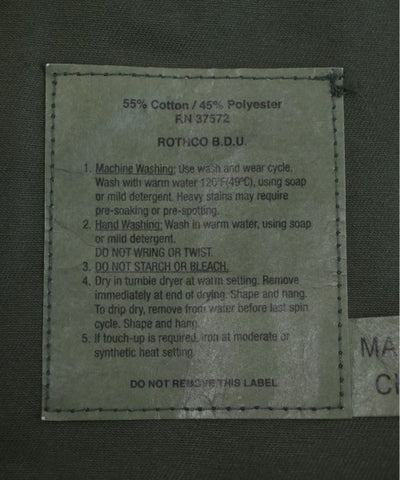 55% Cotton / 45% Polyester
RN 37572
ROTHCO B.D.U.
1. Machine Washing: Use wash and wear cycle.
Wash with warm water 120°F(49°C), using soap
or mild detergent. Heavy stains may require
pre-soaking or pre-spotting.
2. Hand Washing: Wash in warm water, using soap
or mild detergent.
DO NOT WRING OR TWIST.
3. DO NOT STARCH OR BLEACH.
4. Dry in tumble dryer at warm setting. Remove
immediately at end of drying. Shape and hang.
To drip dry, remove from water before last spin
cycle. Shape and hang.
5. If touch-up is required, iron at moderate or
synthetic heat setting
DO NOT REMOVE THIS LABEL
MA